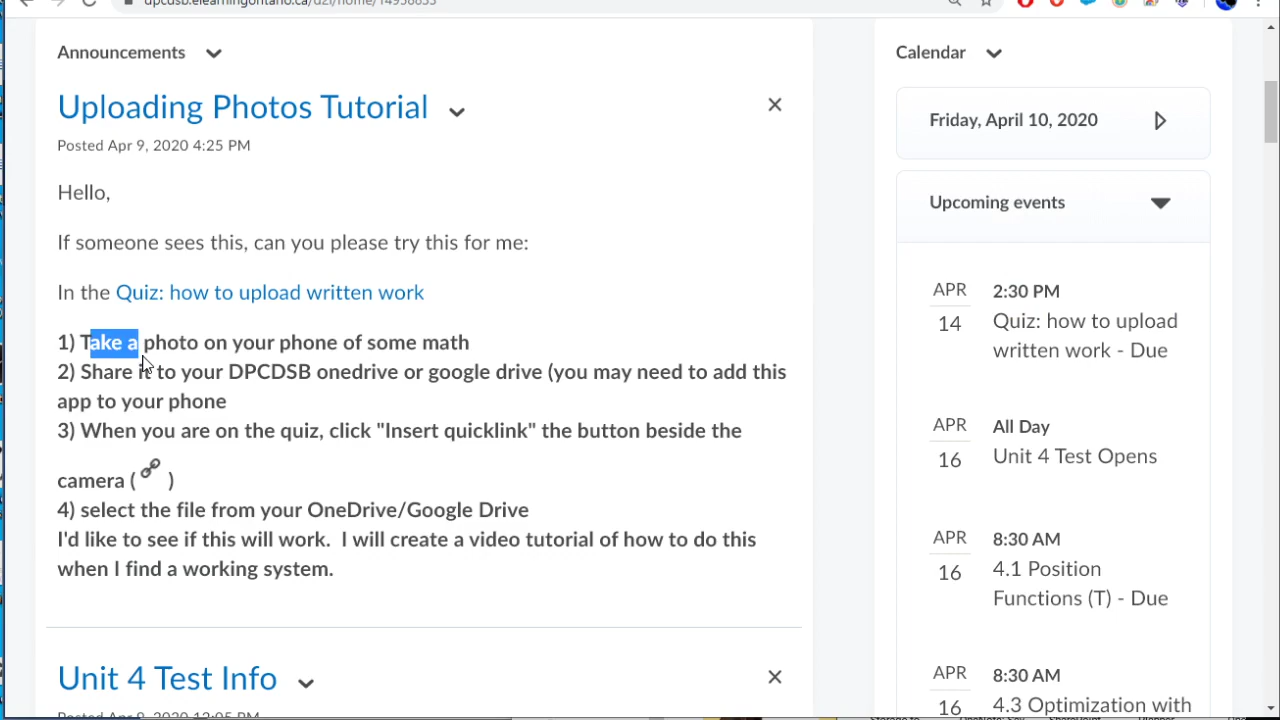 Announcements
Uploading Photos Tutorial
Posted Apr 9, 2020 4:25 PM
Hello,
If someone sees this, can you please try this for me:
In the Quiz: how to upload written work
1) Take a photo on your phone of some math
2) Share it to your DPCDSB onedrive or google drive (you may need to add this
app to your phone
3) When you are on the quiz, click "Insert quicklink" the button beside the
camera ( )
4) select the file from your OneDrive/Google Drive
I'd like to see if this will work. I will create a video tutorial of how to do this
when I find a working system.
Unit 4 Test Info
Posted Apr 9, 2020 12:05 PM
Calendar
Friday, April 10, 2020
Upcoming events
APR
14
2:30 PM
Quiz: how to upload
written work - Due
APR
16
All Day
Unit 4 Test Opens
APR
16
8:30 AM
4.1 Position
Functions (T) - Due
APR
16
8:30 AM
4.3 Optimization with